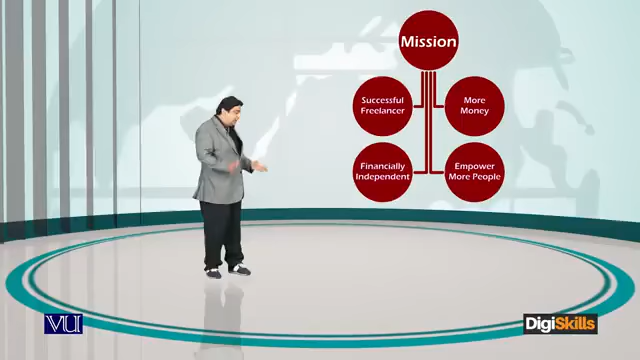 Mission
Successful
Freelancer
More
Money
Financially
Independent
Empower
More People
VU
DigiSkills